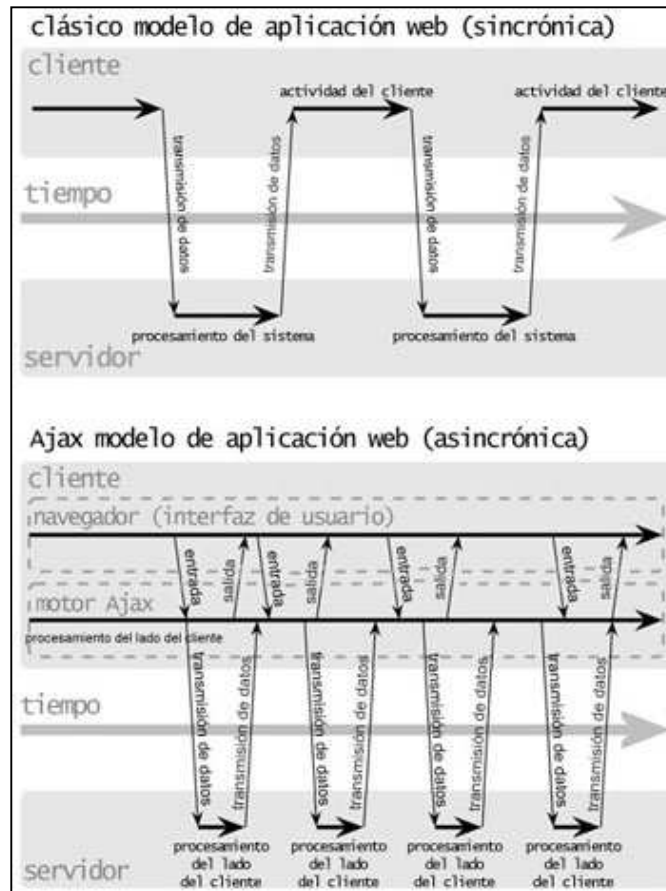 clásico modelo de aplicación web (sincrónica)
cliente
actividad del cliente
actividad del cliente
transmisión de datos
transmisión de datos
transmisión de datos
transmisión de datos
tiempo
procesamiento del sistema
procesamiento del sistema
servidor
Ajax modelo de aplicación web (asincrónica)
cliente
navegador (interfaz de usuario)
entrada
salida
entrada
salida
entrada
salida
entrada
salida
motor Ajax
procesamiento del lado del cliente
transmisión de datos
transmisión de datos
transmisión de datos
transmisión de datos
transmisión de datos
transmisión de datos
transmisión de datos
transmisión de datos
tiempo
procesamiento
del lado
del cliente
procesamiento
del lado
del cliente
procesamiento
del lado
del cliente
procesamiento
del lado
del cliente
servidor